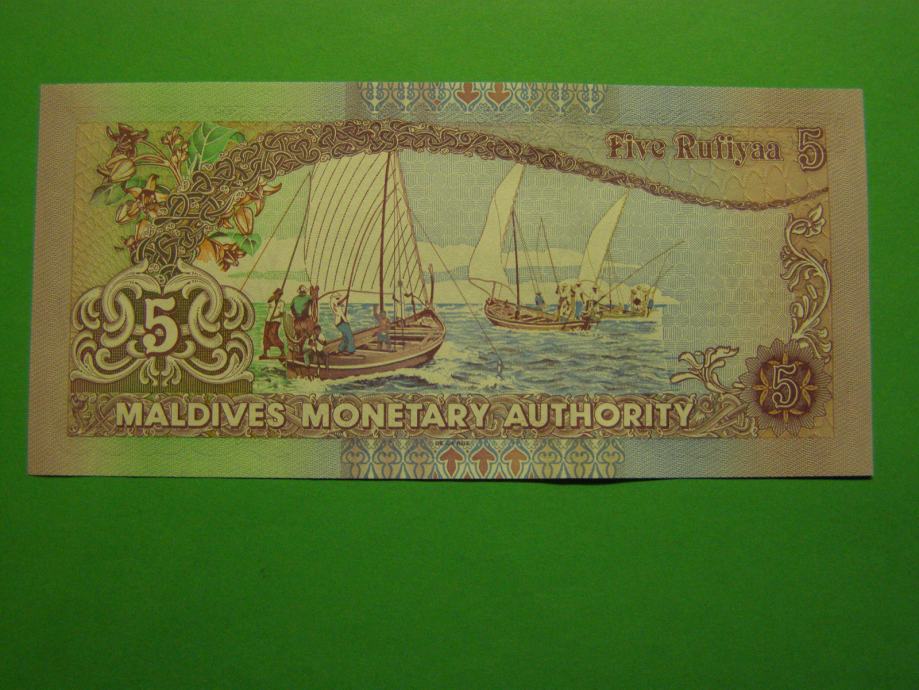 Five Rufiyaa 5
5
5
MALDIVES MONETARY AUTHORITY